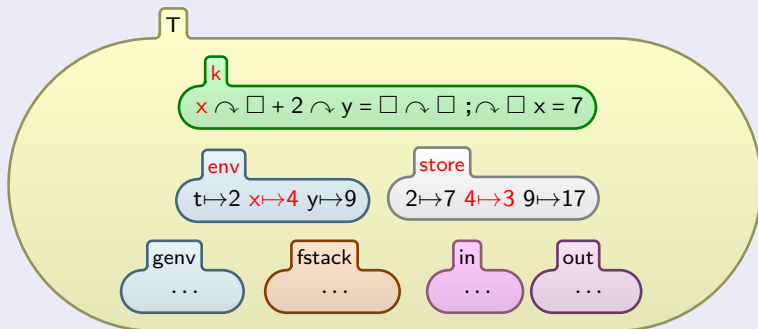 T
k
x ↷ □ + 2 ↷ y = □ ↷ □ ; ↷ □ x = 7
env
store
t↦2 x↦4 y↦9
2↦7 4↦3 9↦17
genv
fstack
in
out
···
···
···
···